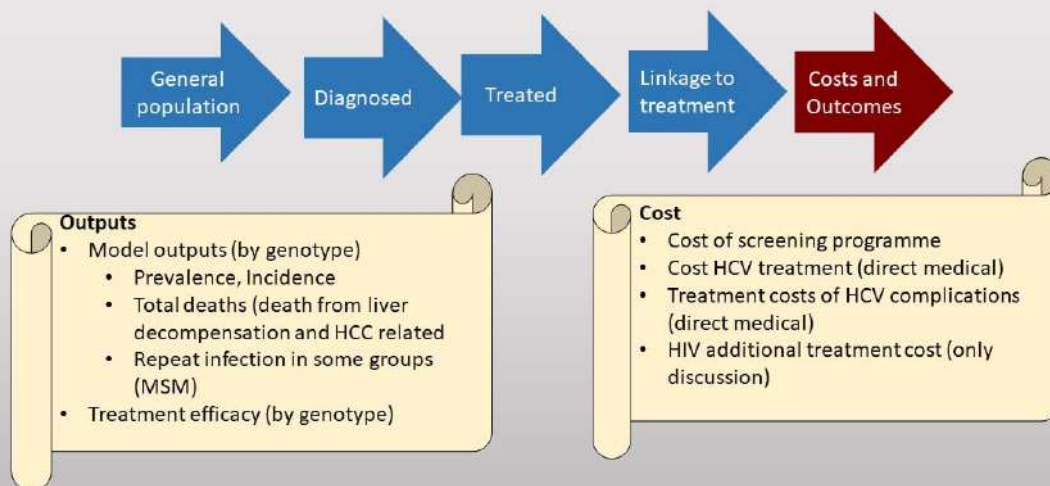 General
population
Diagnosed
Treated
Linkage to
treatment
Costs and
Outcomes
Outputs
• Model outputs (by genotype)
• Prevalence, Incidence
• Total deaths (death from liver
decompensation and HCC related
• Repeat infection in some groups
(MSM)
• Treatment efficacy (by genotype)
Cost
• Cost of screening programme
• Cost HCV treatment (direct medical)
• Treatment costs of HCV complications
(direct medical)
• HIV additional treatment cost (only
discussion)